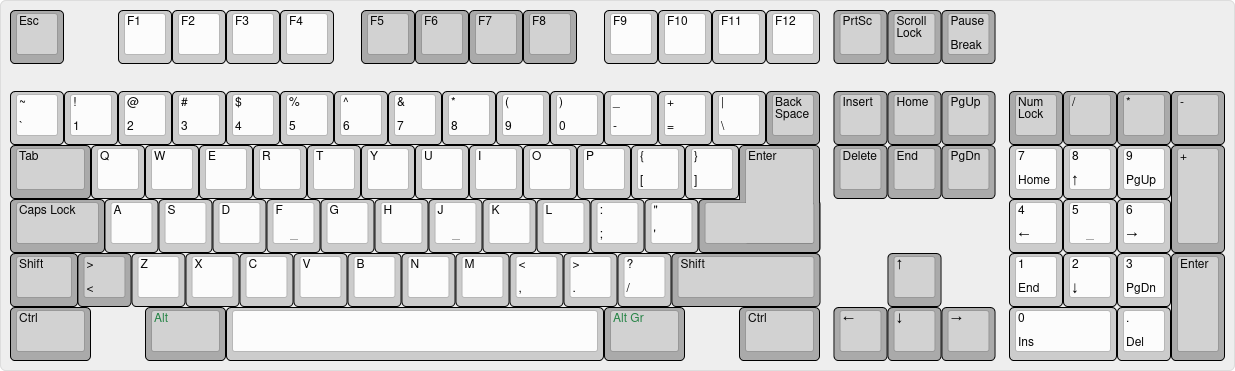 Esc F1 F2 F3 F4 F5 F6 F7 F8 F9 F10 F11 F12 PrtSc Scroll Lock Pause Break
~ ` ! 1 @ 2 # 3 $ 4 % 5 ^ 6 & 7 * 8 ( 9 ) 0 _ - + = | \ Back Space Insert Home PgUp Num Lock / * -
Tab Q W E R T Y U I O P { [ } ] Enter Delete End PgDn 7 Home 8 ↑ 9 PgUp +
Caps Lock A S D F _ G H J _ K L : ; " ' 4 ← 5 _ 6 →
Shift > < Z X C V B N M < , > . ? / Shift ↑ 1 End 2 ↓ 3 PgDn Enter
Ctrl Alt Alt Gr Ctrl ← ↓ → 0 Ins . Del